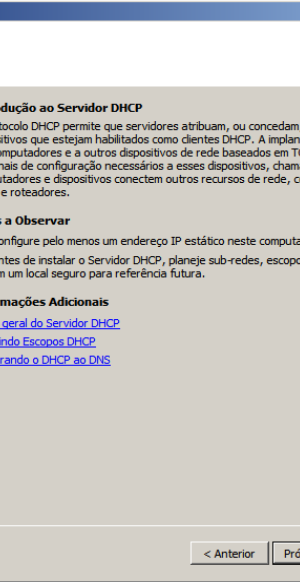 dução ao Servidor DHCP
tocolo DHCP permite que servidores atribuam, ou concedam
sitivos que estejam habilitados como clientes DHCP. A implan
omputadores e a outros dispositivos de rede baseados em TC
nais de configuração necessários a esses dispositivos, cham
utadores e dispositivos conectem outros recursos de rede, c
e roteadores.
s a Observar
onfigure pelo menos um endereço IP estático neste computa
ntes de instalar o Servidor DHCP, planeje sub-redes, escopo
m um local seguro para referência futura.
rmações Adicionais
geral do Servidor DHCP
indo Escopos DHCP
rando o DHCP ao DNS
< Anterior Pró